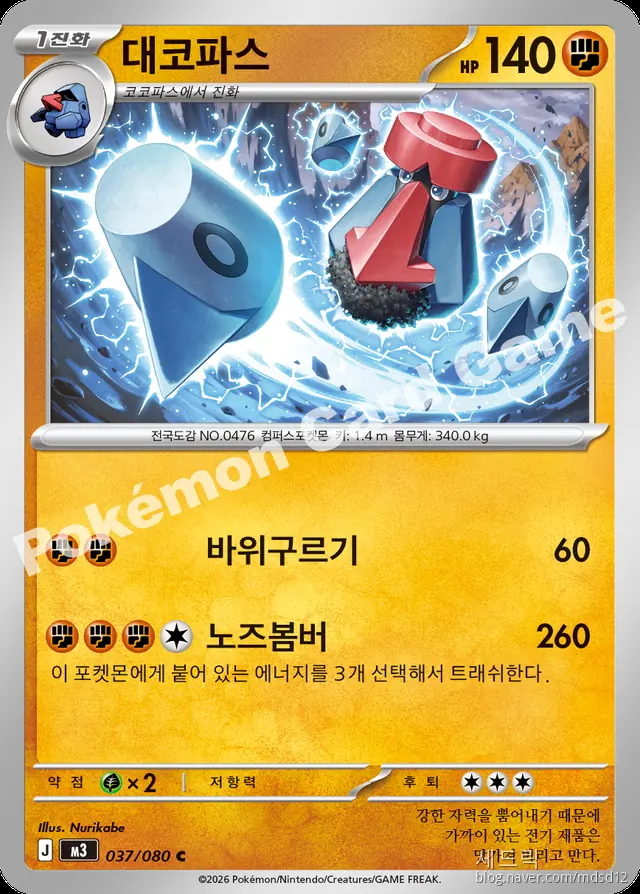 1진화
대코파스
HP 140
코코파스에서 진화
전국도감 NO.0476 컴퍼스포켓몬 키: 1.4 m 몸무게: 340.0 kg
Pokémon Card Game
바위구르기 60
노즈봄버 260
이 포켓몬에게 붙어 있는 에너지를 3개 선택해서 트래쉬한다.
약점 ×2 저항력 후퇴
Illus. Nurikabe
J M3 037/080 C
강한 자력을 뿜어내기 때문에
가까이 있는 전기 제품은
고 만다.
세드릭
blog.naver.com/mdsd12
©2026 Pokémon/Nintendo/Creatures/GAME FREAK.